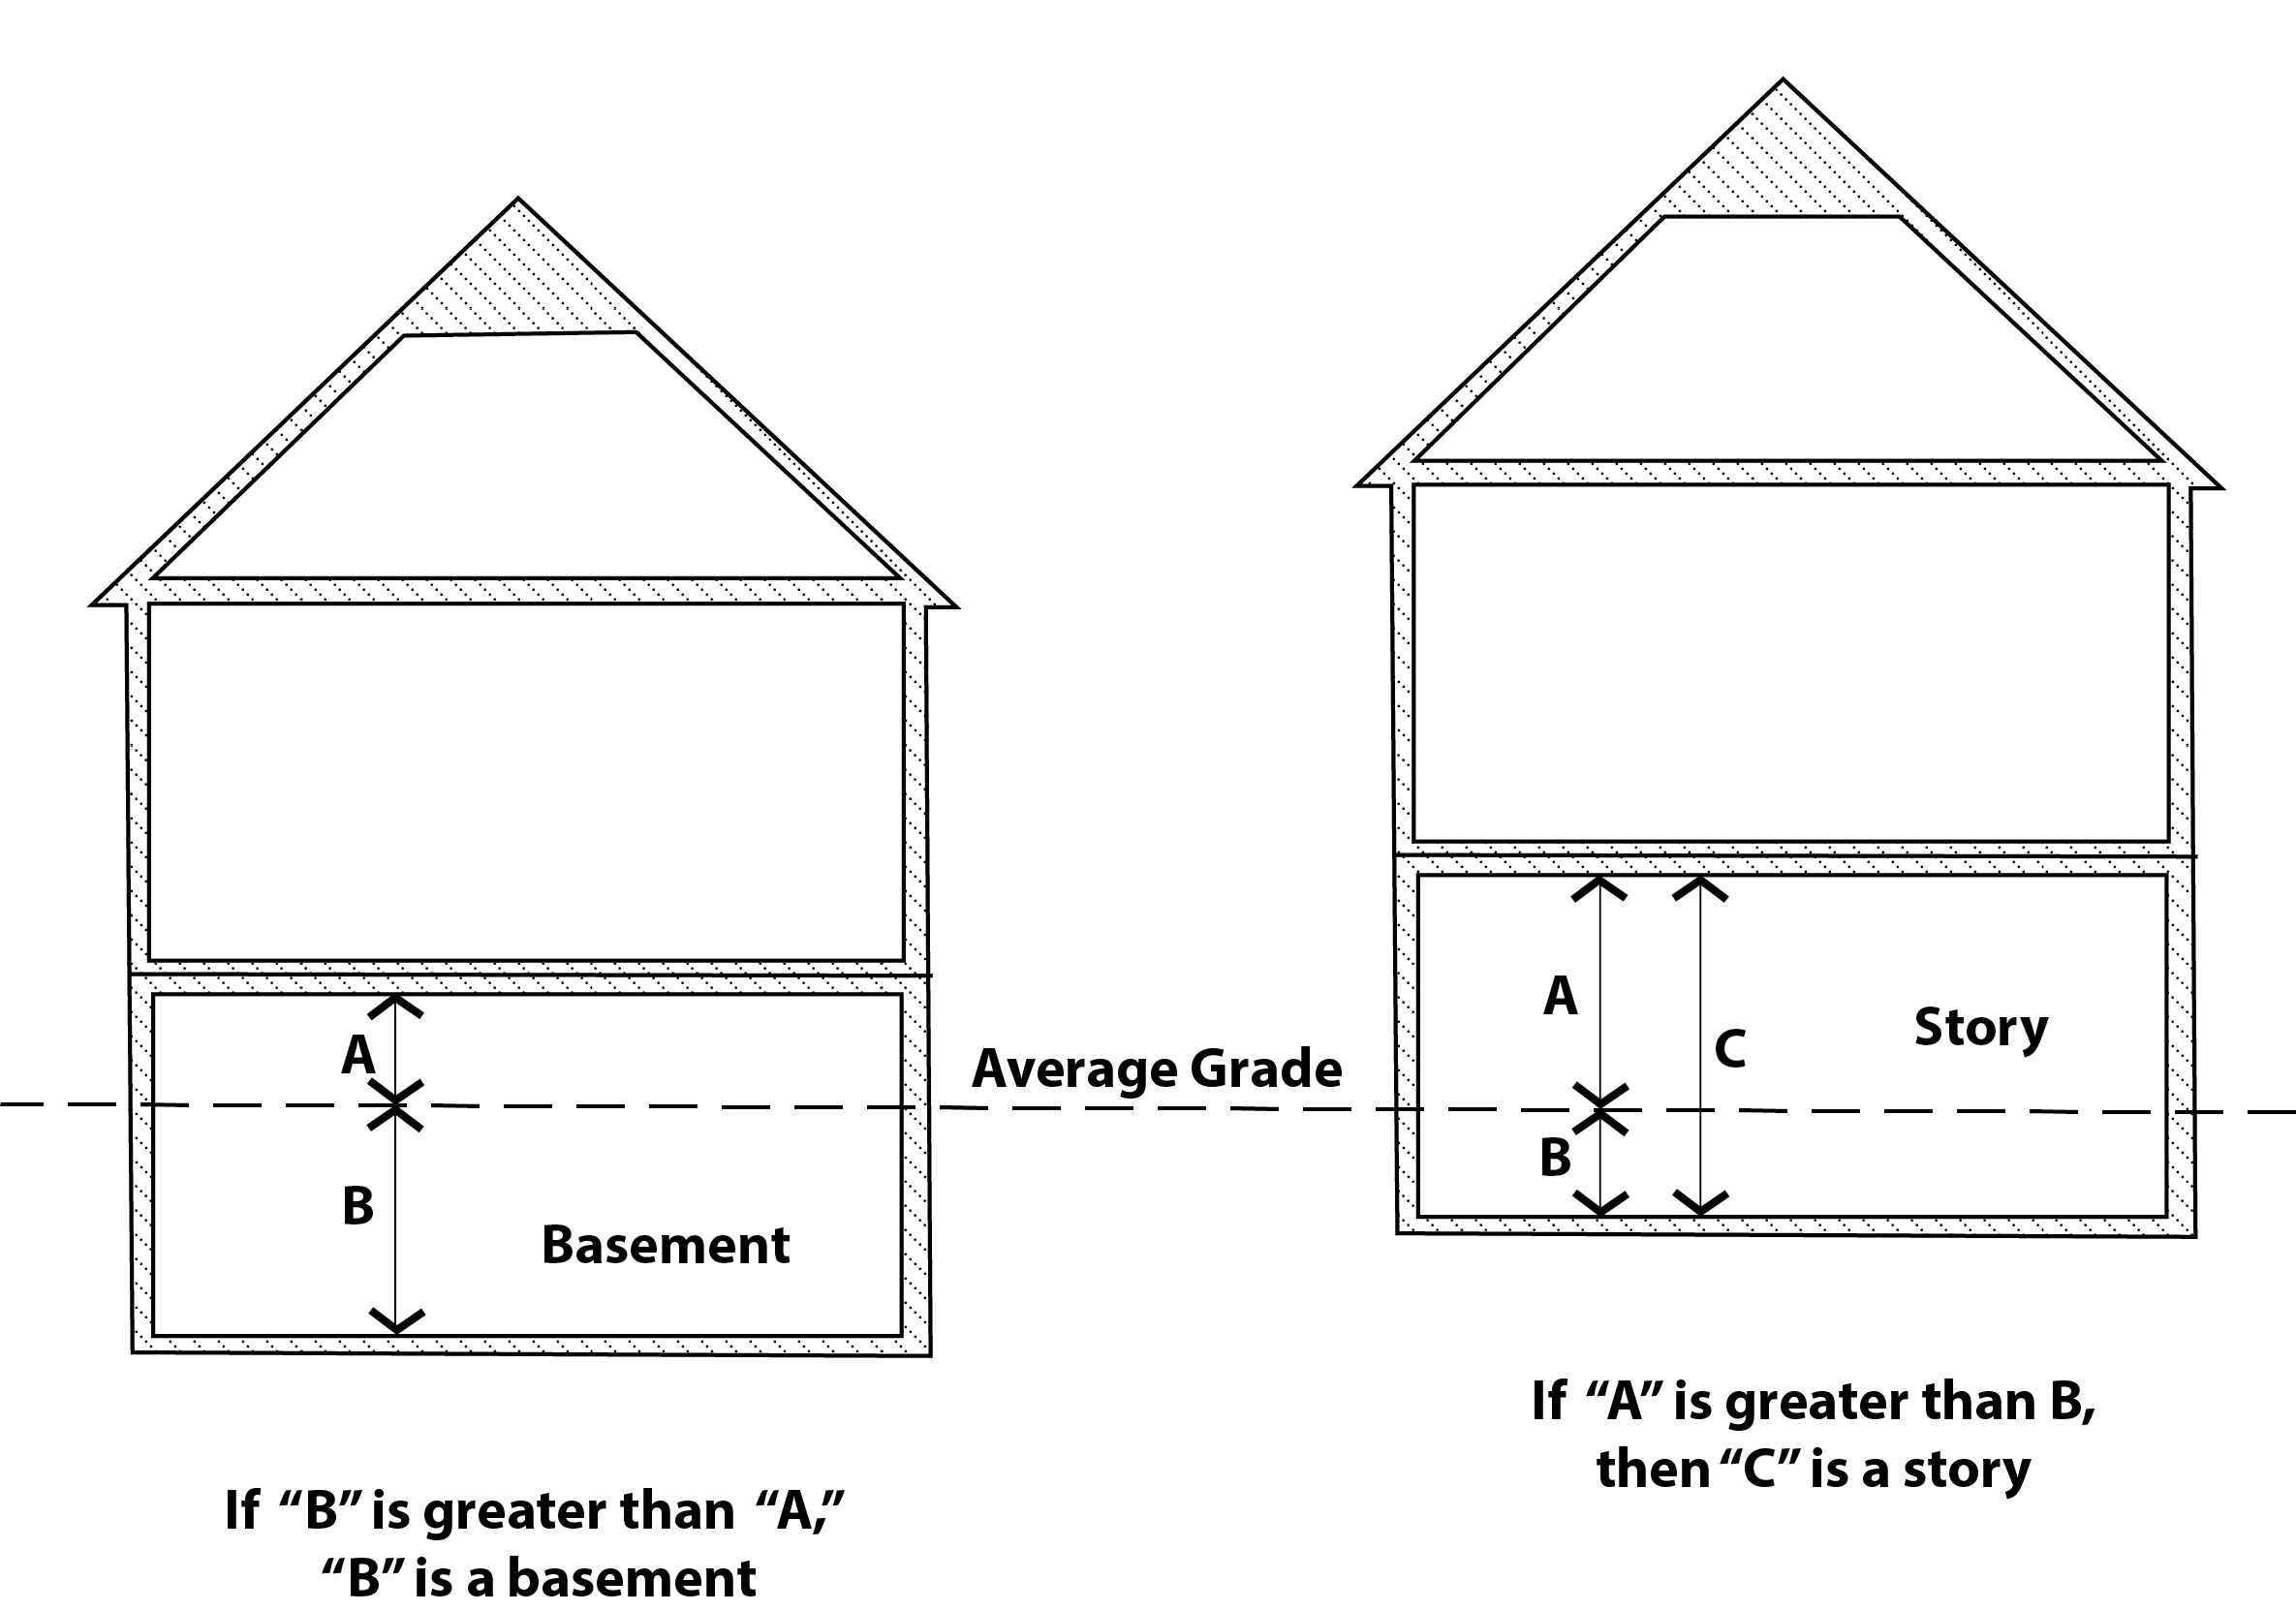 A
B
Basement
Average Grade
A
B
C
Story
If “B” is greater than “A,”
“B” is a basement
If “A” is greater than B,
then “C” is a story